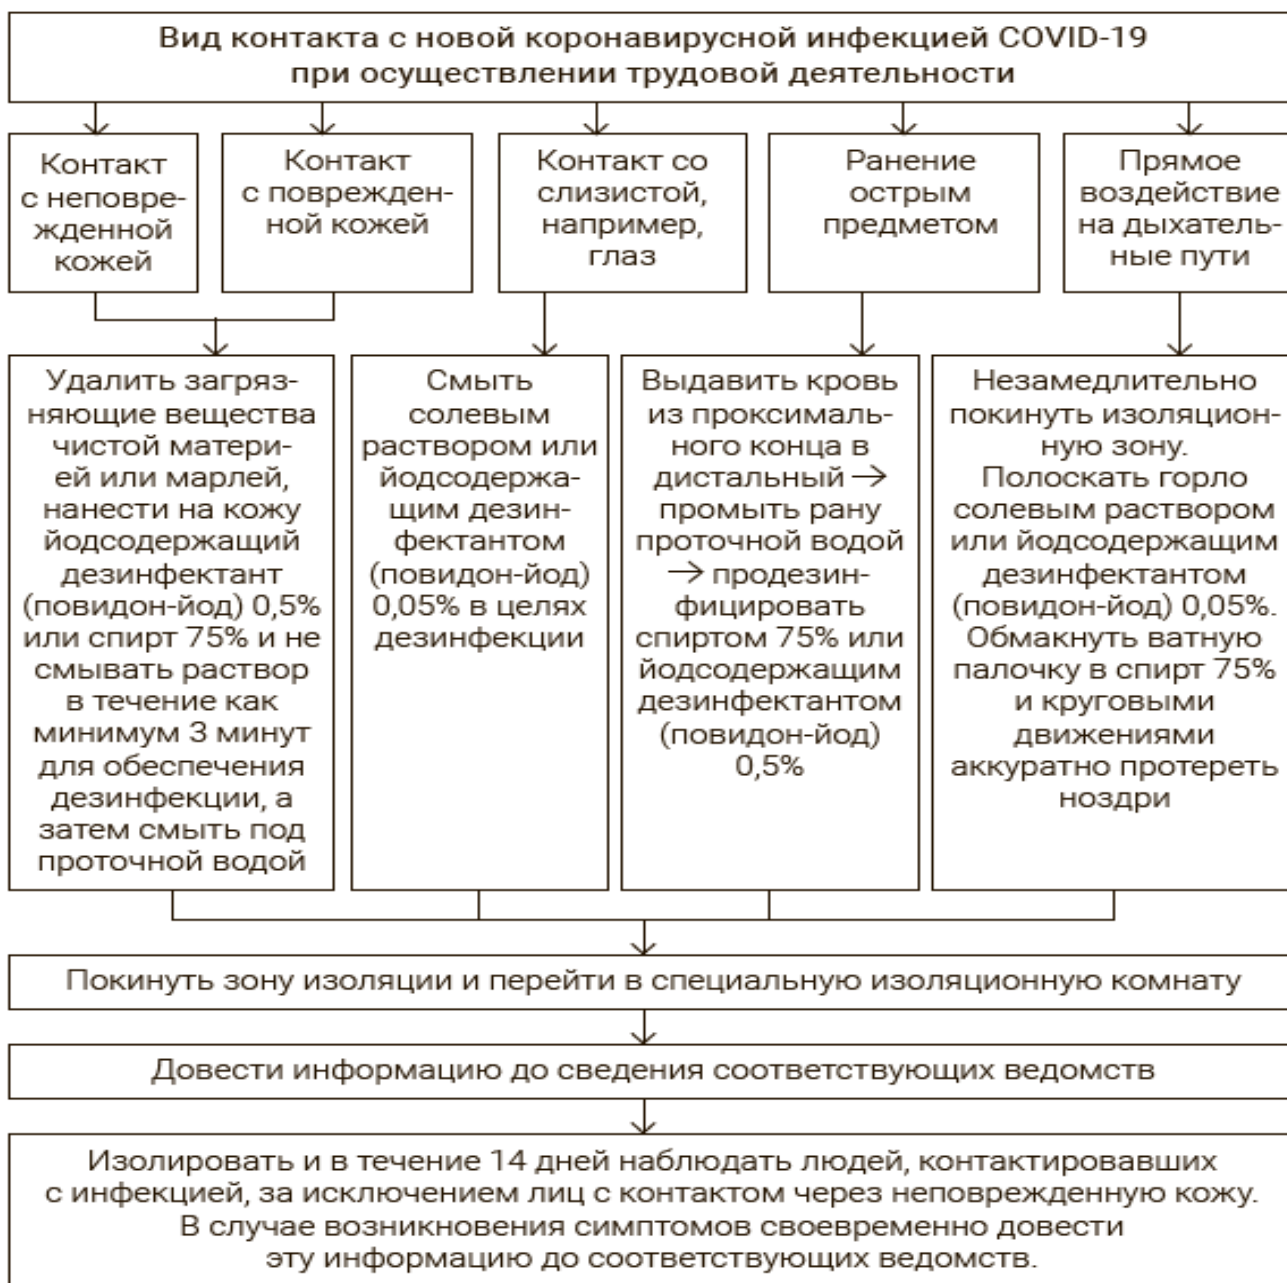 Вид контакта с новой коронавирусной инфекцией COVID-19
при осуществлении трудовой деятельности
Контакт
с неповре-
жденной
кожей
Контакт
с поврежден-
ной кожей
Контакт со
слизистой,
например,
глаз
Ранение
острым
предметом
Прямое
воздействие
на дыхатель-
ные пути
Удалить загряз-
няющие вещества
чистой матери-
ей или марлей,
нанести на кожу
йодсодержащий
дезинфектант
(повидон-йод) 0,5%
или спирт 75% и не
смывать раствор
в течение как
минимум 3 минут
для обеспечения
дезинфекции, а
затем смыть под
проточной водой
Смыть
солевым
раствором или
йодсодержа-
щим дезин-
фектантом
(повидон-йод)
0,05% в целях
дезинфекции
Выдавить кровь
из проксималь-
ного конца в
дистальный →
промыть рану
проточной водой
→ продезин-
фицировать
спиртом 75% или
йодсодержащим
дезинфектантом
(повидон-йод)
0,5%
Незамедлительно
покинуть изоляцион-
ную зону.
Полоскать горло
солевым раствором
или йодсодержащим
дезинфектантом
(повидон-йод) 0,05%.
Обмакнуть ватную
палочку в спирт 75%
и круговыми
движениями
аккуратно протереть
ноздри
Покинуть зону изоляции и перейти в специальную изоляционную комнату
Довести информацию до сведения соответствующих ведомств
Изолировать и в течение 14 дней наблюдать людей, контактировавших
с инфекцией, за исключением лиц с контактом через неповрежденную кожу.
В случае возникновения симптомов своевременно довести
эту информацию до соответствующих ведомств.